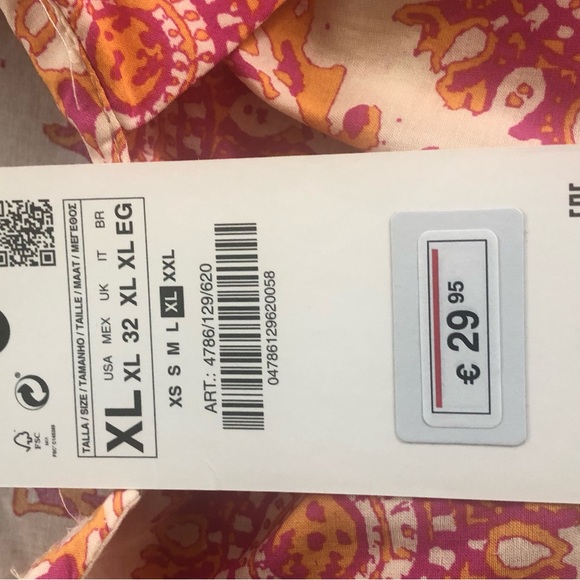 TALLA / SIZE / TAMANHO / TAILLE / MAAT / ΜΕΓΕΘΟΣ
USA MEX UK IT BR
XL XL 32 XL XL EG
XS S M L XL XXL
ART.: 4786/129/620
04786129620058
€ 29 95
FSC